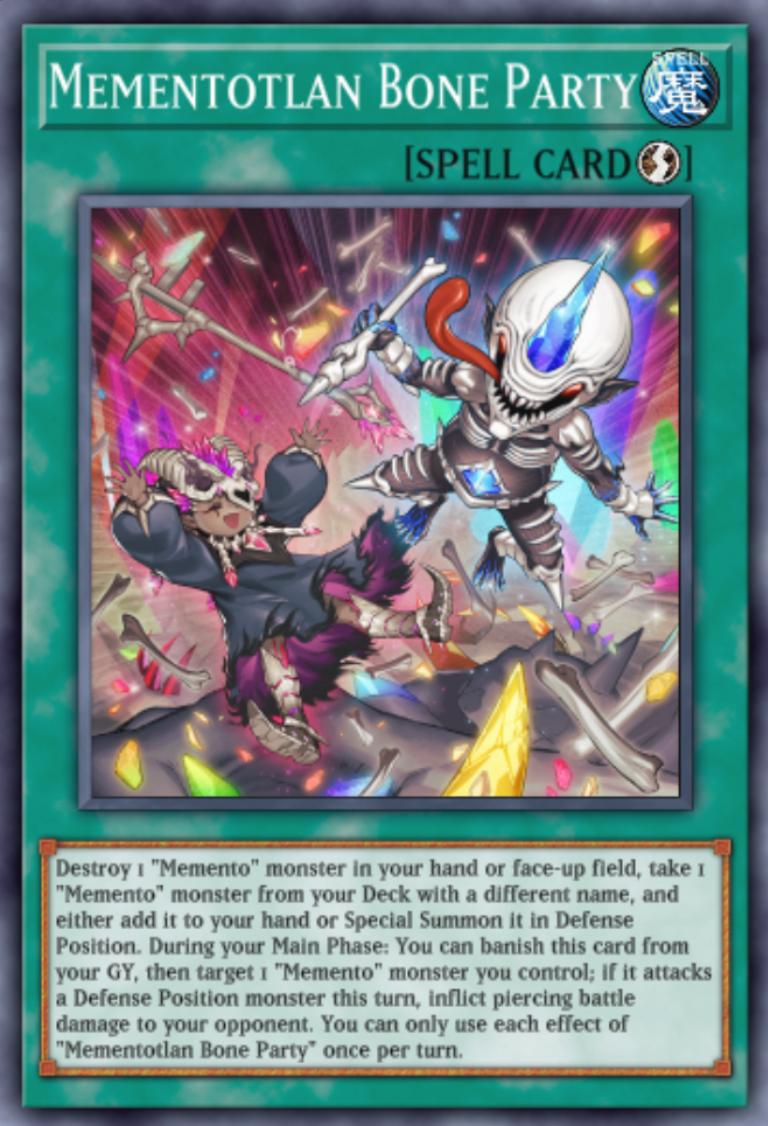 MEMENTOTLAN BONE PARTY
SPELL
魔
[SPELL CARD]
Destroy 1 "Memento" monster in your hand or face-up field, take 1
"Memento" monster from your Deck with a different name, and
either add it to your hand or Special Summon it in Defense
Position. During your Main Phase: You can banish this card from
your GY, then target 1 "Memento" monster you control; if it attacks
a Defense Position monster this turn, inflict piercing battle
damage to your opponent. You can only use each effect of
"Mementotlan Bone Party" once per turn.